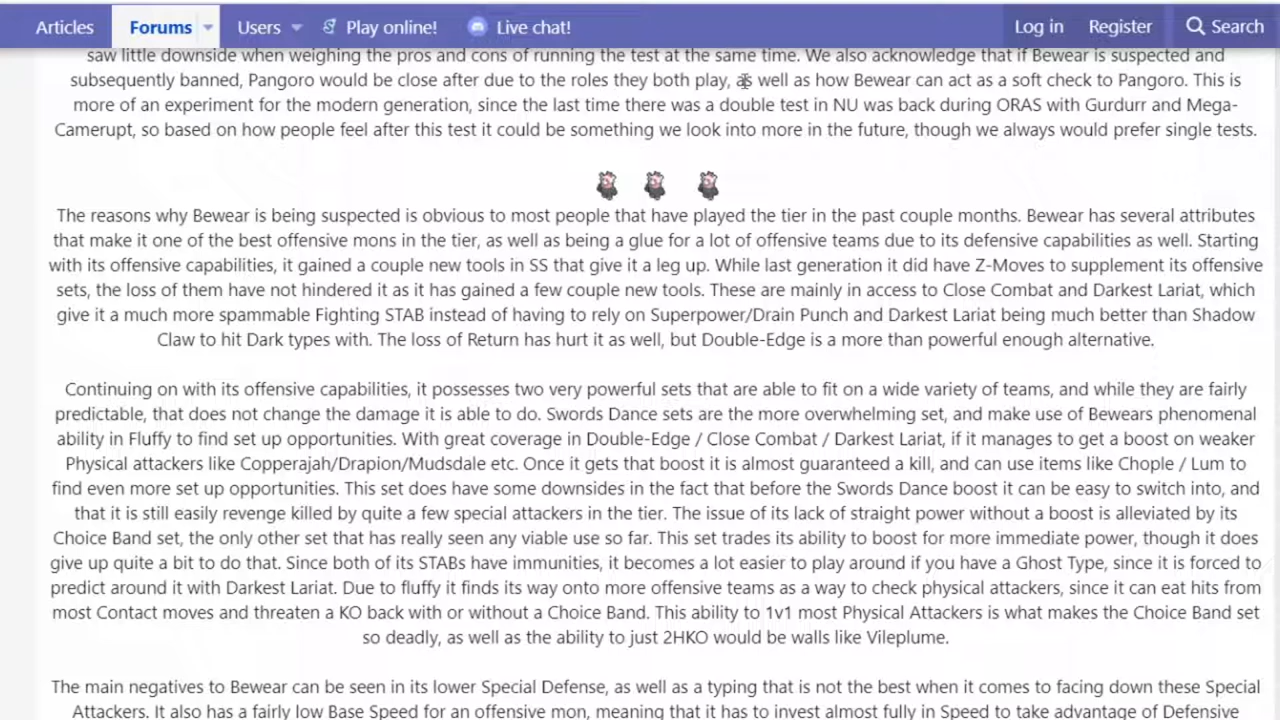 Articles Forums Users Play online! Live chat! Log in Register Search
saw little downside when weighing the pros and cons of running the test at the same time. We also acknowledge that if Bewear is suspected and
subsequently banned, Pangoro would be close after due to the roles they both play, as well as how Bewear can act as a soft check to Pangoro. This is
more of an experiment for the modern generation, since the last time there was a double test in NU was back during ORAS with Gurdurr and Mega-
Camerupt, so based on how people feel after this test it could be something we look into more in the future, though we always would prefer single tests.
The reasons why Bewear is being suspected is obvious to most people that have played the tier in the past couple months. Bewear has several attributes
that make it one of the best offensive mons in the tier, as well as being a glue for a lot of offensive teams due to its defensive capabilities as well. Starting
with its offensive capabilities, it gained a couple new tools in SS that give it a leg up. While last generation it did have Z-Moves to supplement its offensive
sets, the loss of them have not hindered it as it has gained a few couple new tools. These are mainly in access to Close Combat and Darkest Lariat, which
give it a much more spammable Fighting STAB instead of having to rely on Superpower/Drain Punch and Darkest Lariat being much better than Shadow
Claw to hit Dark types with. The loss of Return has hurt it as well, but Double-Edge is a more than powerful enough alternative.
Continuing on with its offensive capabilities, it possesses two very powerful sets that are able to fit on a wide variety of teams, and while they are fairly
predictable, that does not change the damage it is able to do. Swords Dance sets are the more overwhelming set, and make use of Bewears phenomenal
ability in Fluffy to find set up opportunities. With great coverage in Double-Edge / Close Combat / Darkest Lariat, if it manages to get a boost on weaker
Physical attackers like Copperajah/Drapion/Mudsdale etc. Once it gets that boost it is almost guaranteed a kill, and can use items like Chople / Lum to
find even more set up opportunities. This set does have some downsides in the fact that before the Swords Dance boost it can be easy to switch into, and
that it is still easily revenge killed by quite a few special attackers in the tier. The issue of its lack of straight power without a boost is alleviated by its
Choice Band set, the only other set that has really seen any viable use so far. This set trades its ability to boost for more immediate power, though it does
give up quite a bit to do that. Since both of its STABs have immunities, it becomes a lot easier to play around if you have a Ghost Type, since it is forced to
predict around it with Darkest Lariat. Due to fluffy it finds its way onto more offensive teams as a way to check physical attackers, since it can eat hits from
most Contact moves and threaten a KO back with or without a Choice Band. This ability to 1v1 most Physical Attackers is what makes the Choice Band set
so deadly, as well as the ability to just 2HKO would be walls like Vileplume.
The main negatives to Bewear can be seen in its lower Special Defense, as well as a typing that is not the best when it comes to facing down these Special
Attackers. It also has a fairly low Base Speed for an offensive mon, meaning that it has to invest almost fully in Speed to take advantage of Defensive